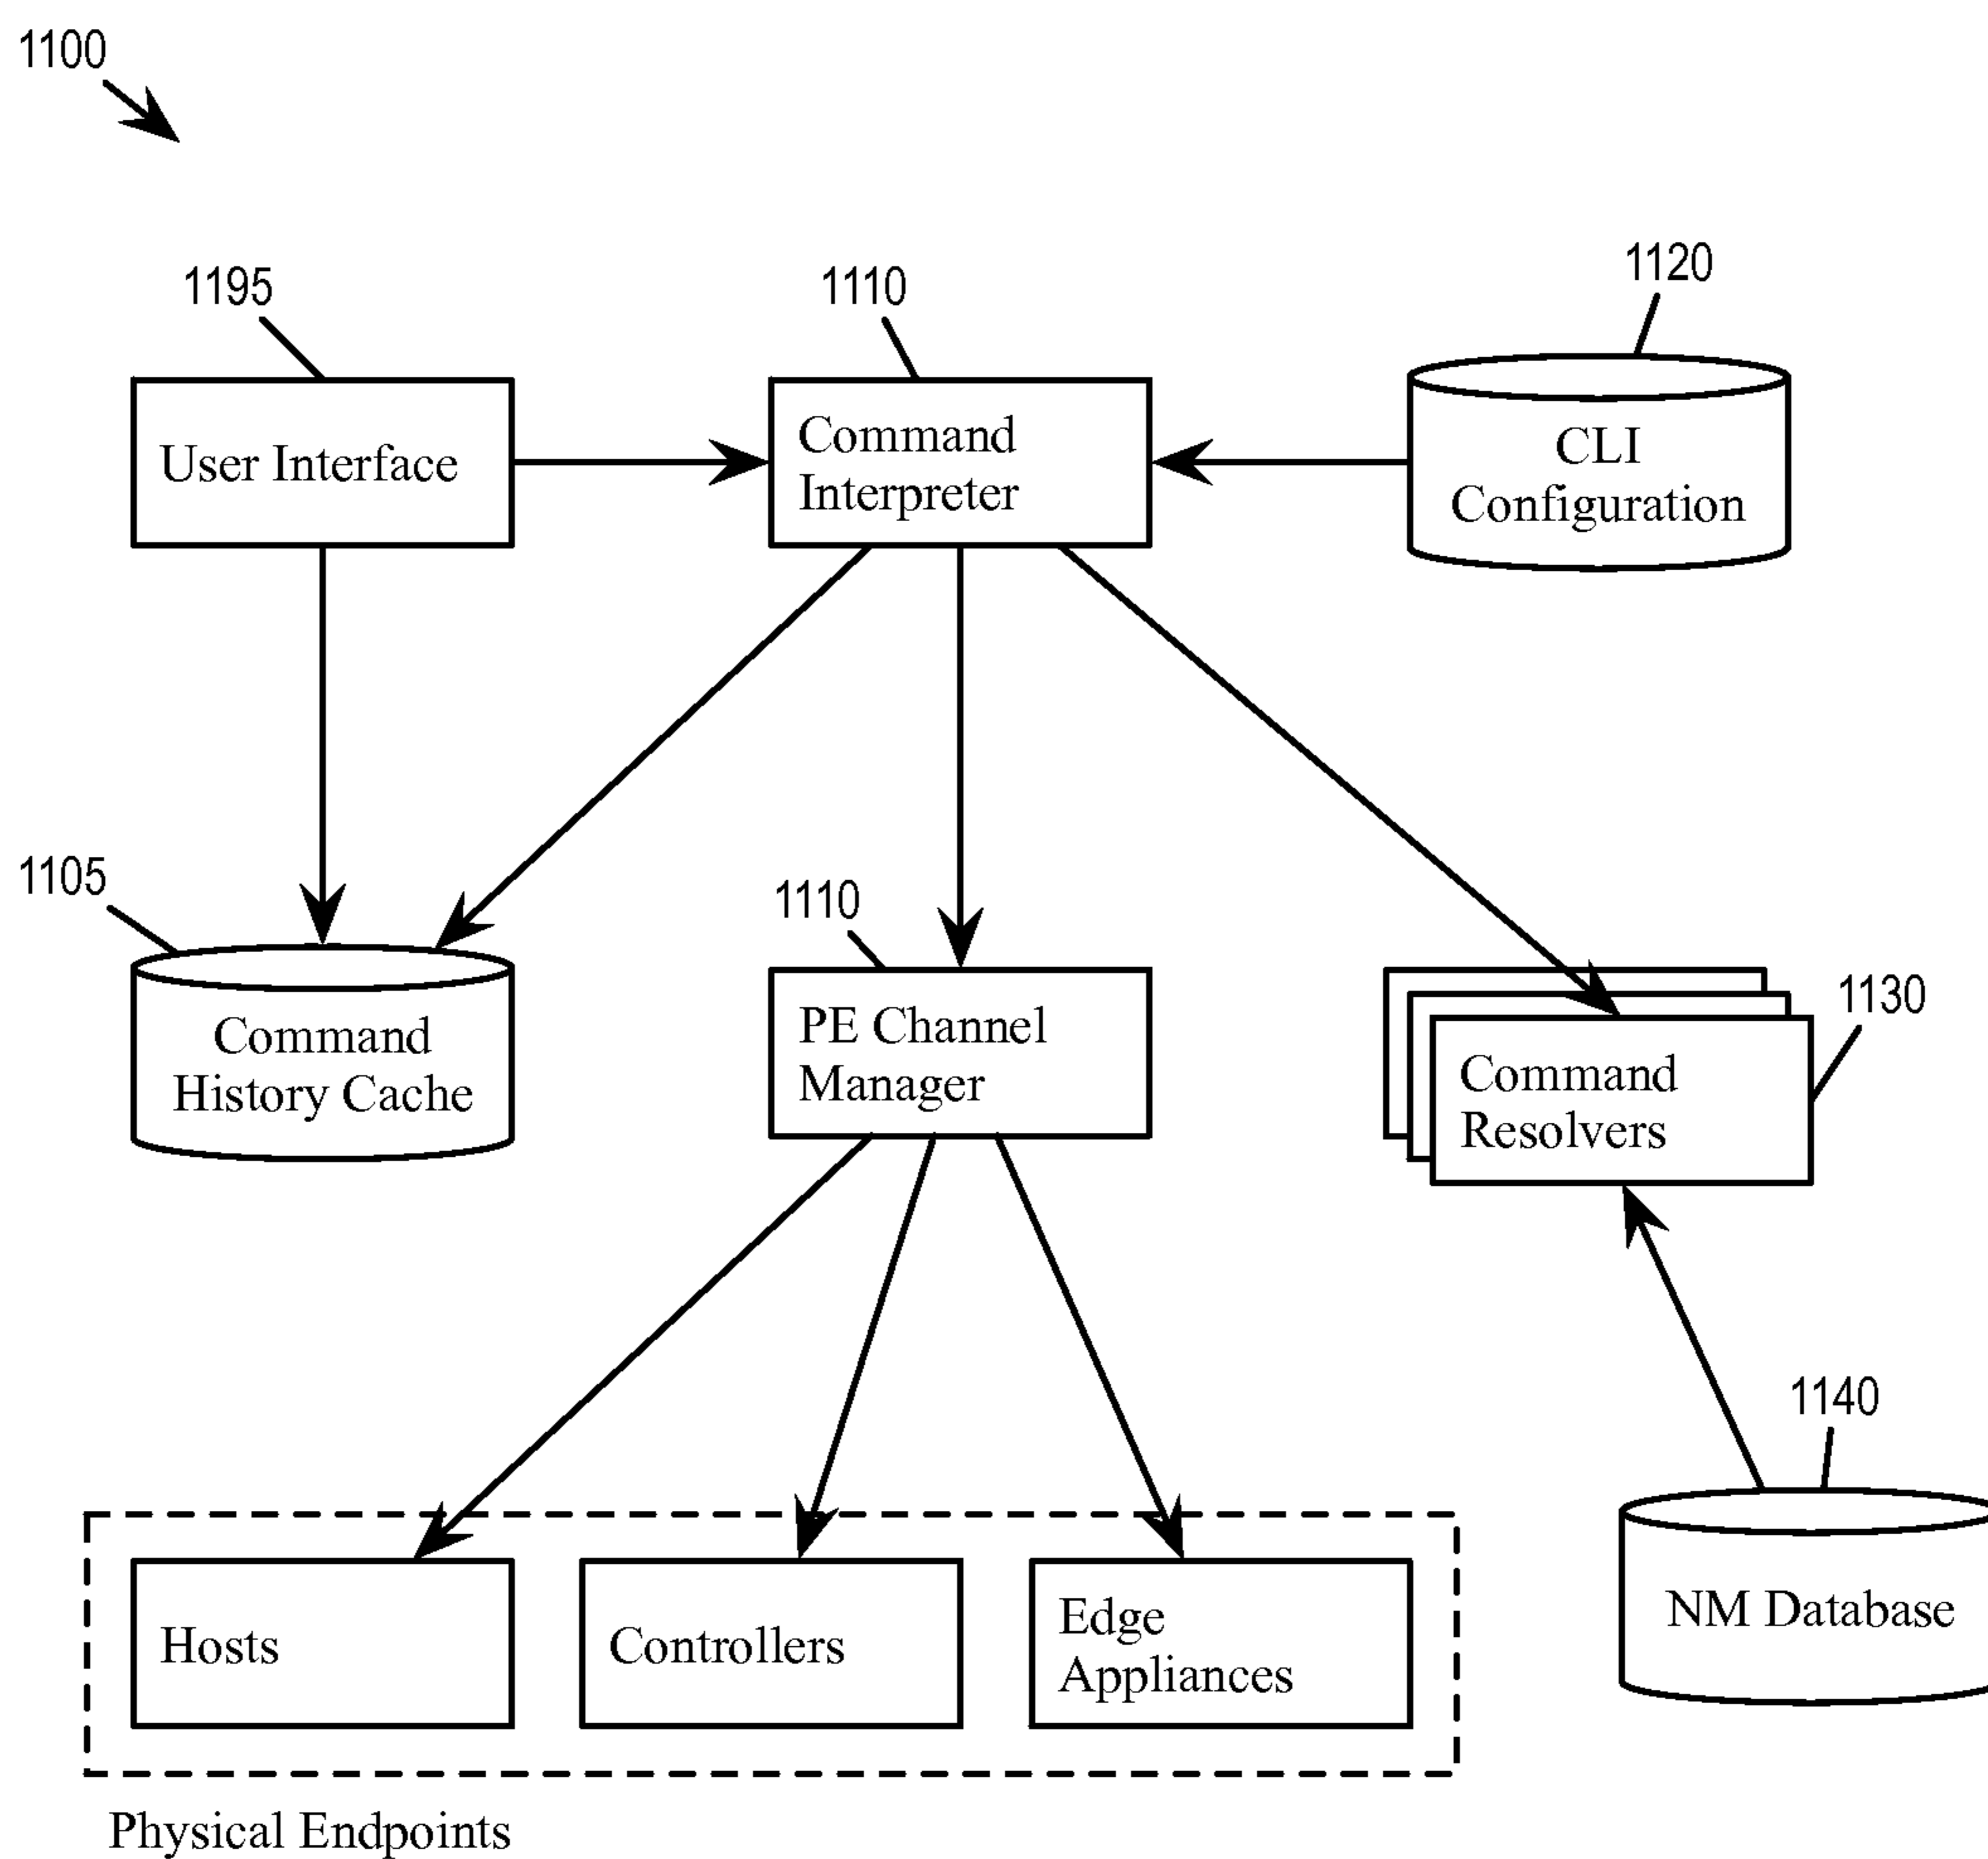 1100
1195
1110
1120
User Interface
Command
Interpreter
CLI
Configuration
1105
1110
1130
Command
History Cache
PE Channel
Manager
Command
Resolvers
1140
Hosts
Controllers
Edge
Appliances
NM Database
Physical Endpoints